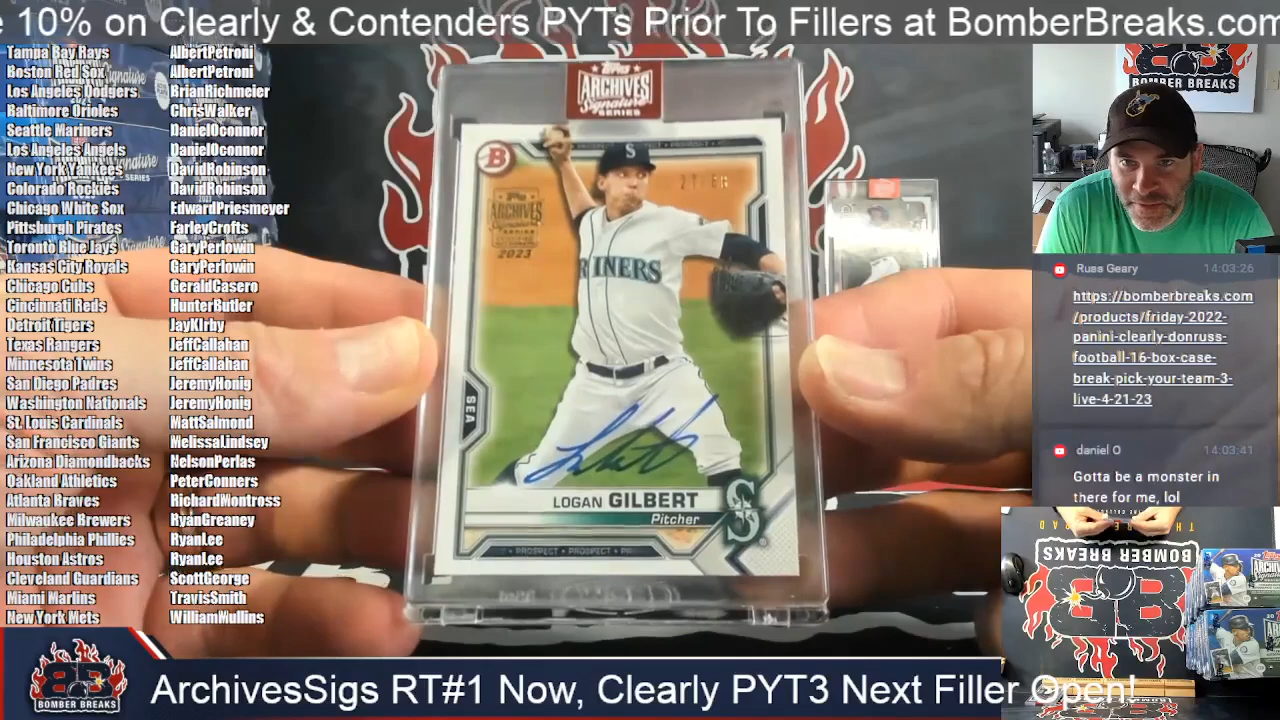 e 10% on Clearly & Contenders PYTs Prior To Fillers at BomberBreaks.com
Tampa Bay Rays AlbertPetroni
Boston Red Sox AlbertPetroni
Los Angeles Dodgers BrianRichmeier
Baltimore Orioles ChrisWalker
Seattle Mariners DanielOconnor
Los Angeles Angels DanielOconnor
New York Yankees DavidRobinson
Colorado Rockies DavidRobinson
Chicago White Sox EdwardPriesmeyer
Pittsburgh Pirates FarleyCrofts
Toronto Blue Jays GaryPerlowin
Kansas City Royals GaryPerlowin
Chicago Cubs GeraldCasero
Cincinnati Reds HunterButler
Detroit Tigers JayKIrby
Texas Rangers JeffCallahan
Minnesota Twins JeffCallahan
San Diego Padres JeremyHonig
Washington Nationals JeremyHonig
St. Louis Cardinals MattSalmond
San Francisco Giants MelissaLindsey
Arizona Diamondbacks NelsonPerlas
Oakland Athletics PeterConners
Atlanta Braves RichardMontross
Milwaukee Brewers RyanGreaney
Philadelphia Phillies RyanLee
Houston Astros RyanLee
Cleveland Guardians ScottGeorge
Miami Marlins TravisSmith
New York Mets WilliamMullins
Topps
ARCHIVES
Signature
SERIES
B
S
Topps
ARCHIVES
Signature
SERIES
2023
RINERS
SEA
LOGAN GILBERT
Pitcher
S
PROSPECT • PROSPECT
BOMBER BREAKS
Russ Geary 14:03:26
https://bomberbreaks.com
/products/friday-2022-
panini-clearly-donruss-
football-16-box-case-
break-pick-your-team-3-
live-4-21-23
daniel O 14:03:41
Gotta be a monster in
there for me, lol
BOMBER BREAKS
BB
BOMBER BREAKS
ArchivesSigs RT#1 Now, Clearly PYT3 Next Filler Open!